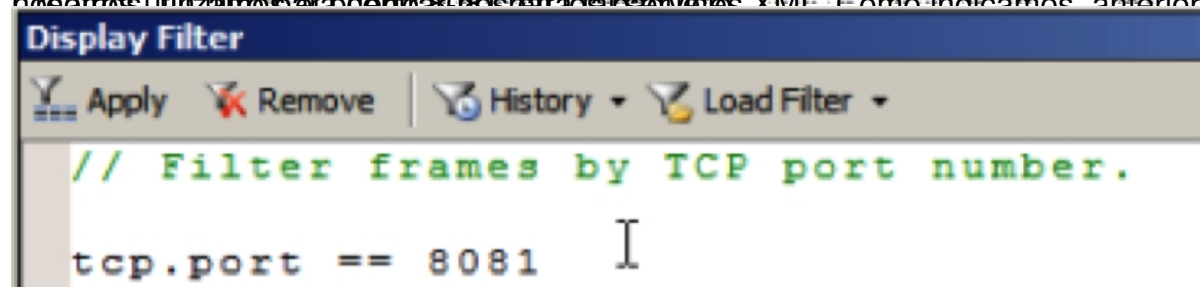 Display Filter
Apply Remove History Load Filter
// Filter frames by TCP port number.
tcp.port == 8081